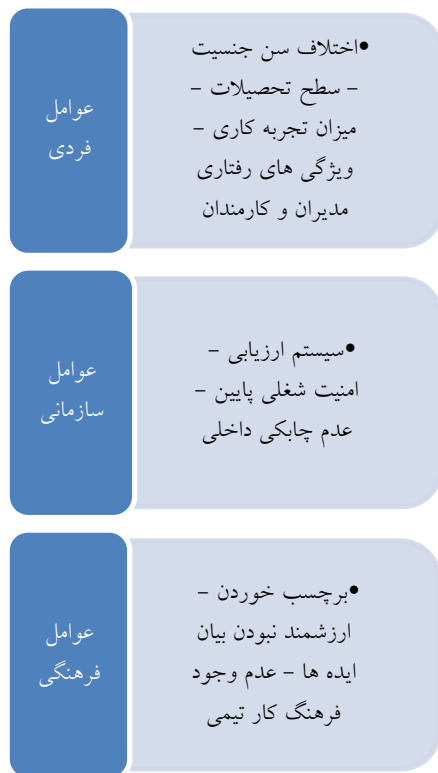 عوامل
فردی
•اختلاف سن جنسیت
– سطح تحصیلات –
میزان تجربه کاری –
ویژگی های رفتاری
مدیران و کارمندان
عوامل
سازمانی
•سیستم ارزیابی –
امنیت شغلی پایین –
عدم چابکی داخلی
عوامل
فرهنگی
•برچسب خوردن –
ارزشمند نبودن بیان
ایده ها – عدم وجود
فرهنگ کار تیمی